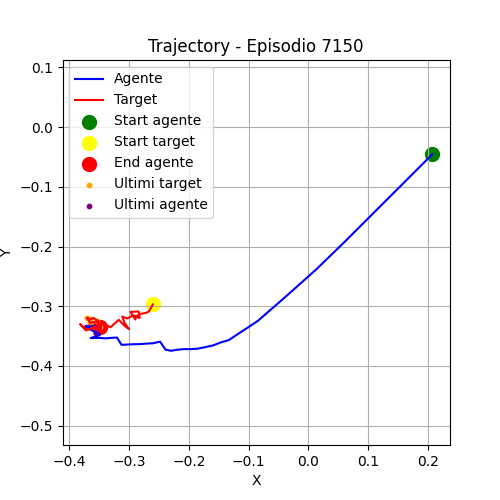 Trajectory - Episodio 7150
Agente
Target
Start agente
Start target
End agente
Ultimi target
Ultimi agente
0.1
0.0
−0.1
−0.2
−0.3
−0.4
−0.5
Y
−0.4
−0.3
−0.2
−0.1
0.0
0.1
0.2
X